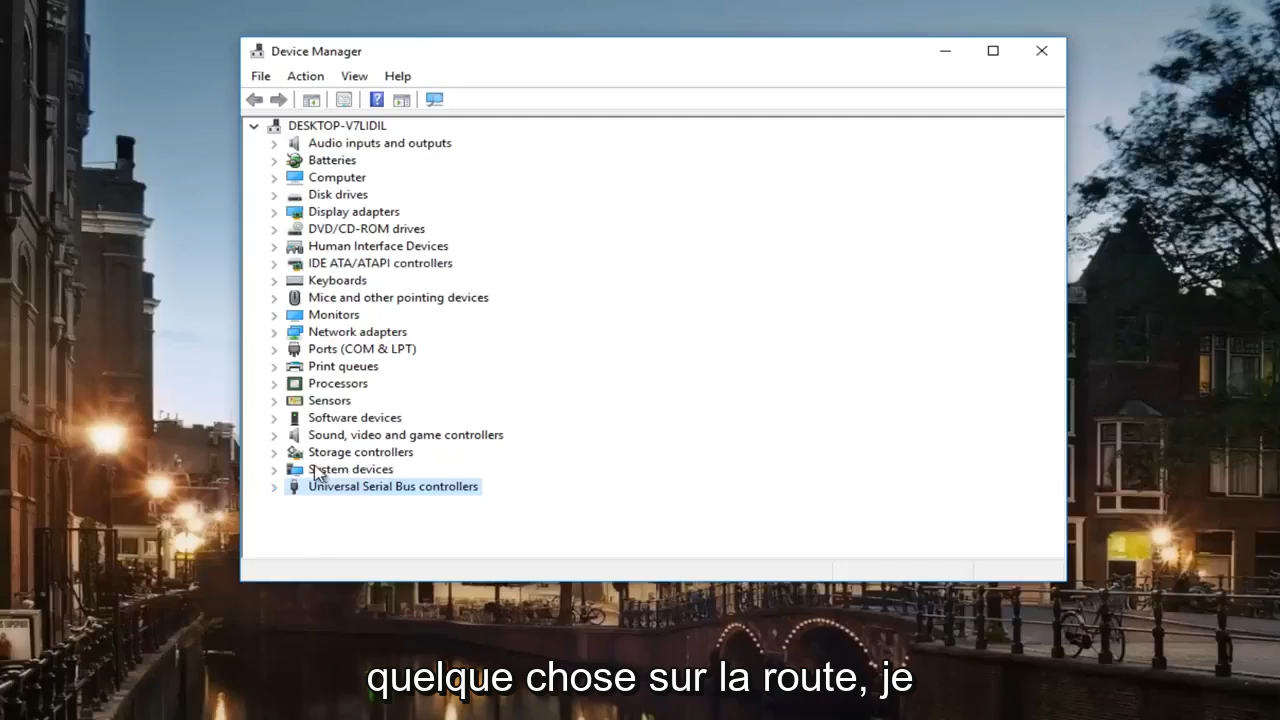 Device Manager
File Action View Help
DESKTOP-V7LIDIL
Audio inputs and outputs
Batteries
Computer
Disk drives
Display adapters
DVD/CD-ROM drives
Human Interface Devices
IDE ATA/ATAPI controllers
Keyboards
Mice and other pointing devices
Monitors
Network adapters
Ports (COM & LPT)
Print queues
Processors
Sensors
Software devices
Sound, video and game controllers
Storage controllers
System devices
Universal Serial Bus controllers
quelque chose sur la route, je